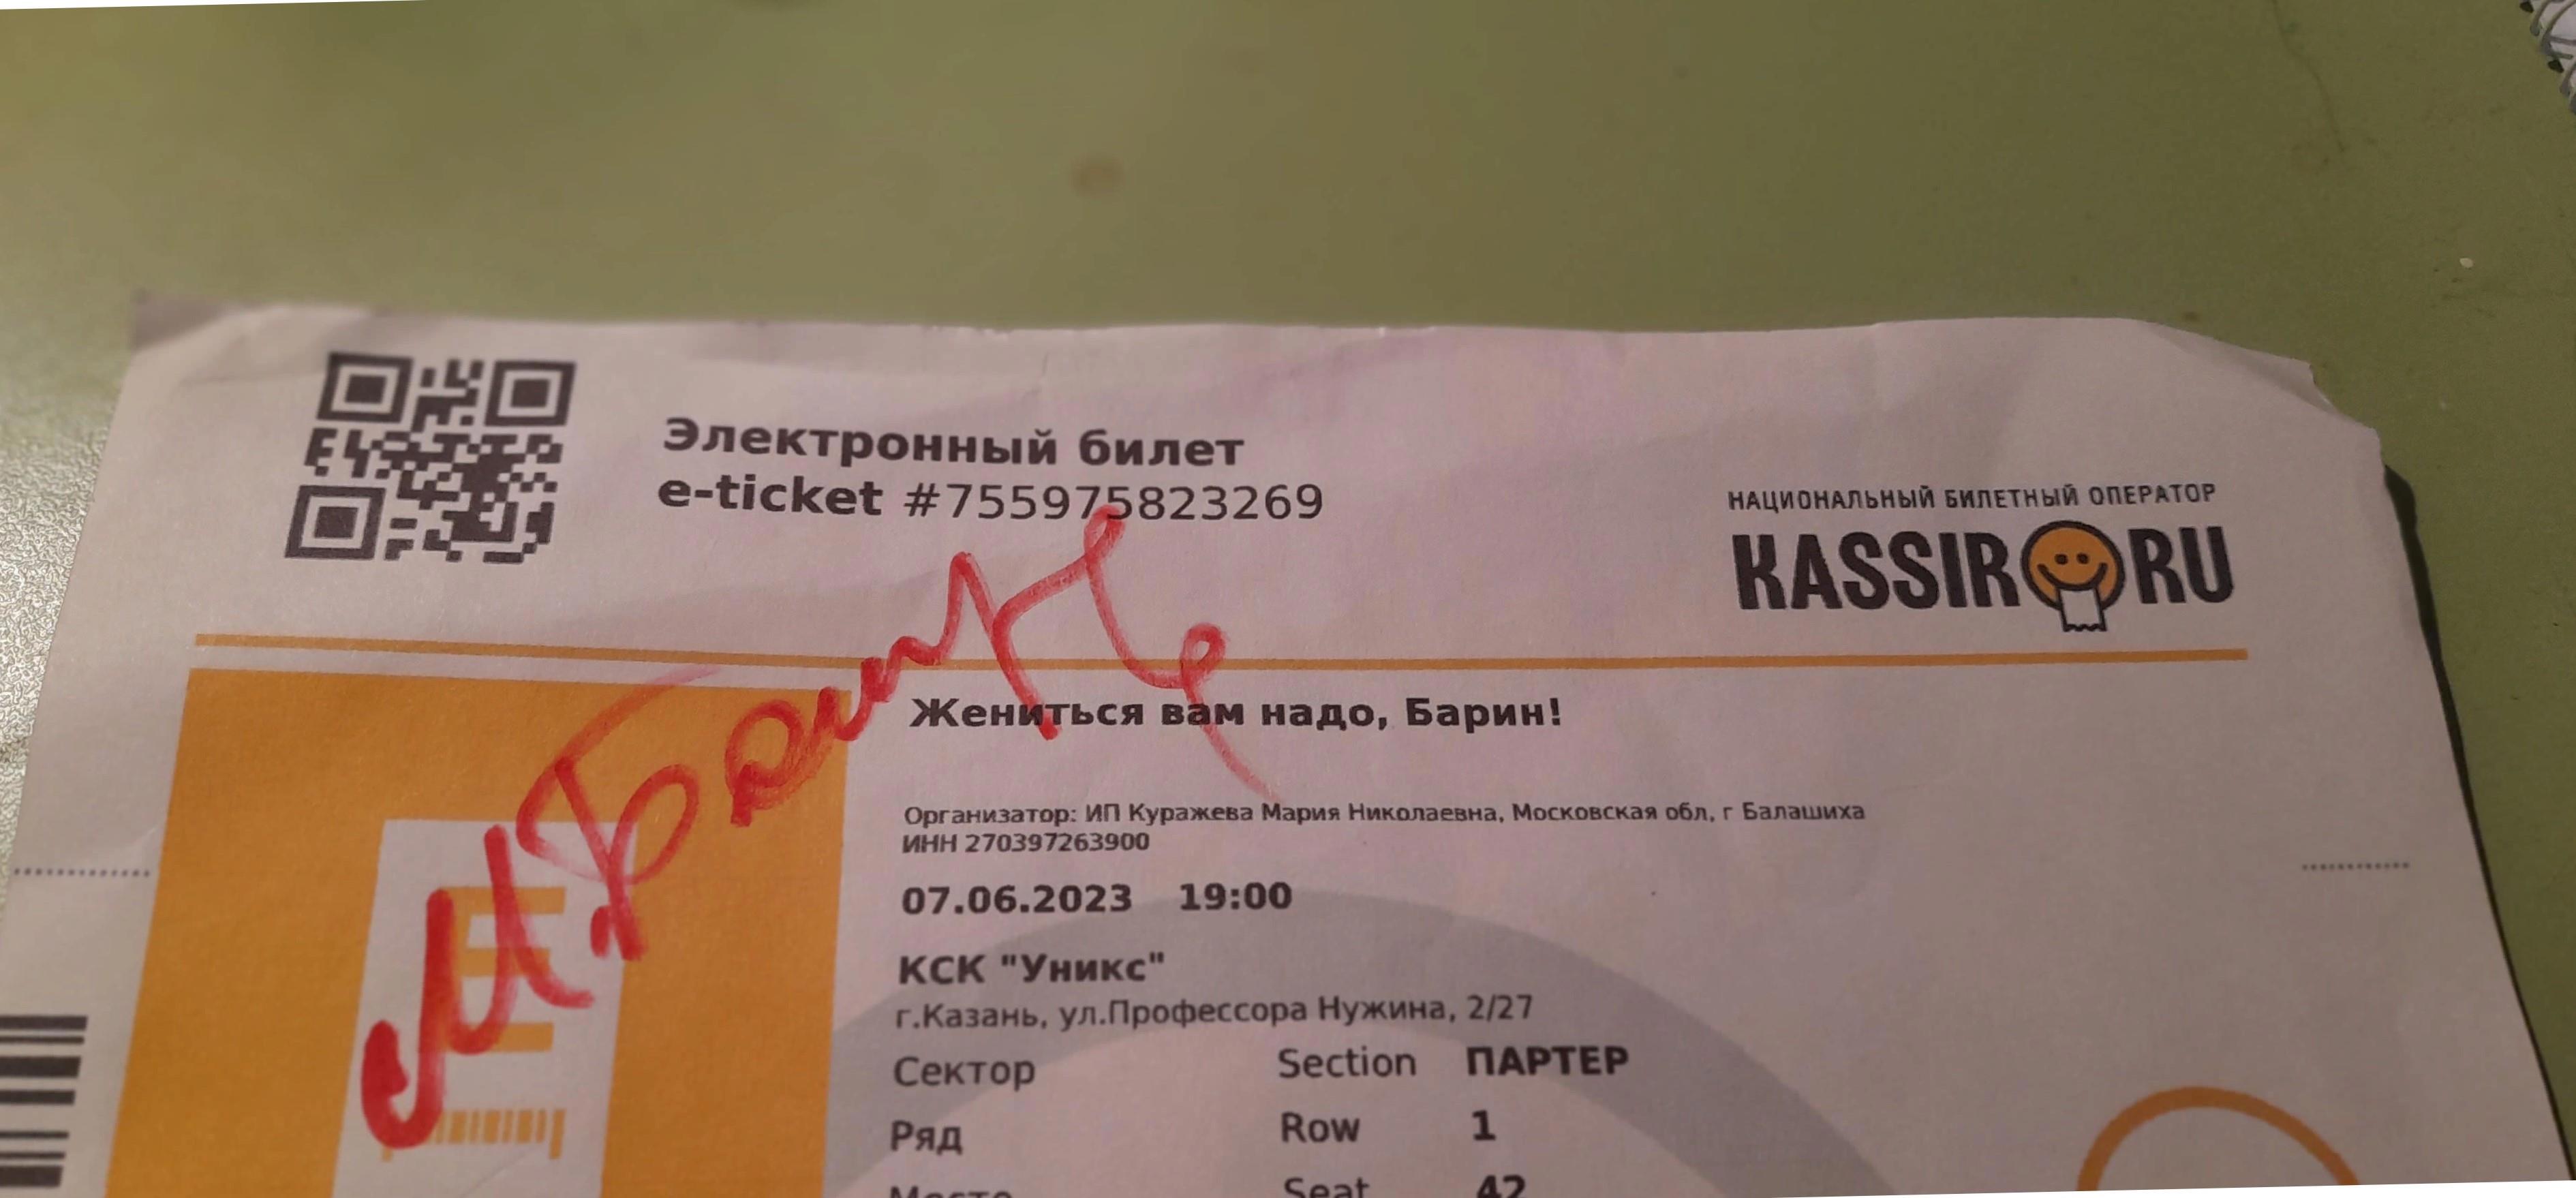 Электронный билет
e-ticket #755975823269
НАЦИОНАЛЬНЫЙ БИЛЕТНЫЙ ОПЕРАТОР
KASSIR RU
Жениться вам надо, Барин!
Организатор: ИП Куражева Мария Николаевна, Московская обл, г Балашиха
ИНН 270397263900
07.06.2023 19:00
КСК "Уникс"
г.Казань, ул.Профессора Нужина, 2/27
Сектор Section ПАРТЕР
Ряд Row 1
Место Seat 42